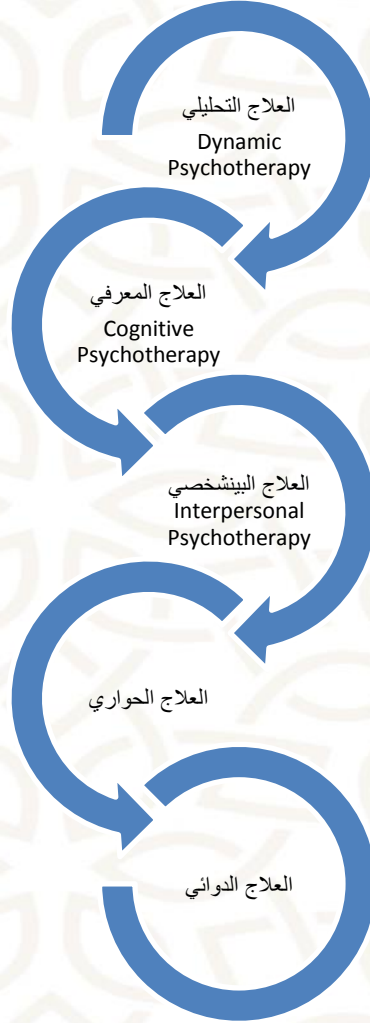 العلاج التحليلي
Dynamic
Psychotherapy
العلاج المعرفي
Cognitive
Psychotherapy
العلاج البينشخصي
Interpersonal
Psychotherapy
العلاج الحواري
العلاج الدوائي